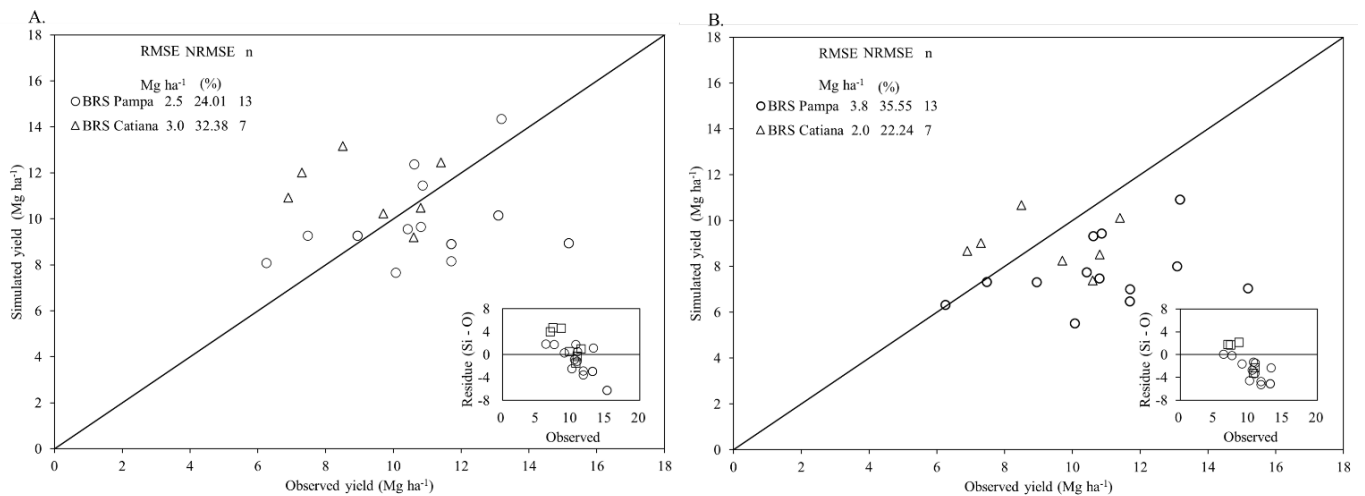 A.
18
16
14
12
10
8
6
4
2
0
Simulated yield (Mg ha⁻¹)
RMSE NRMSE n
Mg ha⁻¹ (%)
BRS Pampa 2.5 24.01 13
BRS Catiana 3.0 32.38 7
8
4
0
-4
-8
Residue (Si - O)
0 5 10 15 20
Observed
0 2 4 6 8 10 12 14 16 18
Observed yield (Mg ha⁻¹)
B.
18
16
14
12
10
8
6
4
2
0
Simulated yield (Mg ha⁻¹)
RMSE NRMSE n
Mg ha⁻¹ (%)
BRS Pampa 3.8 35.55 13
BRS Catiana 2.0 22.24 7
8
4
0
-4
-8
Residue (Si - O)
0 5 10 15 20
Observed
0 2 4 6 8 10 12 14 16 18
Observed yield (Mg ha⁻¹)